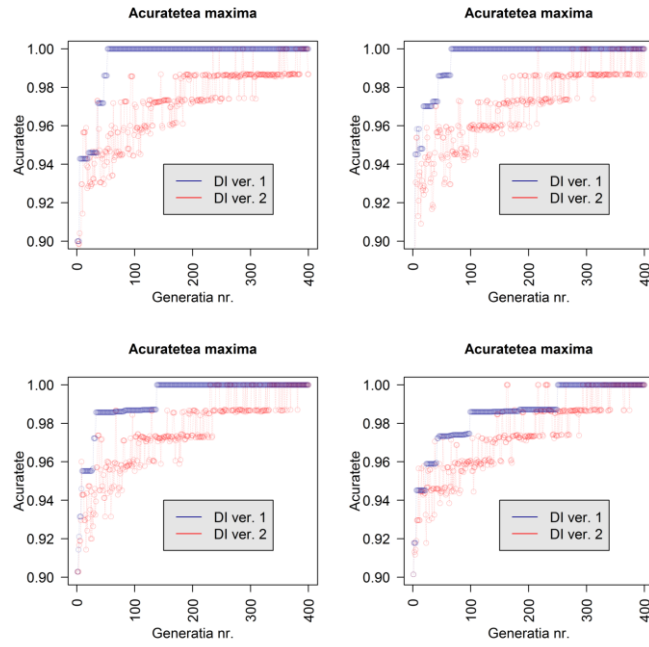 Acuratetea maxima
Acuratete
1.00
0.98
0.96
0.94
0.92
0.90
DI ver. 1
DI ver. 2
0
100
200
300
400
Generatia nr.
Acuratetea maxima
Acuratete
1.00
0.98
0.96
0.94
0.92
0.90
DI ver. 1
DI ver. 2
0
100
200
300
400
Generatia nr.
Acuratetea maxima
Acuratete
1.00
0.98
0.96
0.94
0.92
0.90
DI ver. 1
DI ver. 2
0
100
200
300
400
Generatia nr.
Acuratetea maxima
Acuratete
1.00
0.98
0.96
0.94
0.92
0.90
DI ver. 1
DI ver. 2
0
100
200
300
400
Generatia nr.